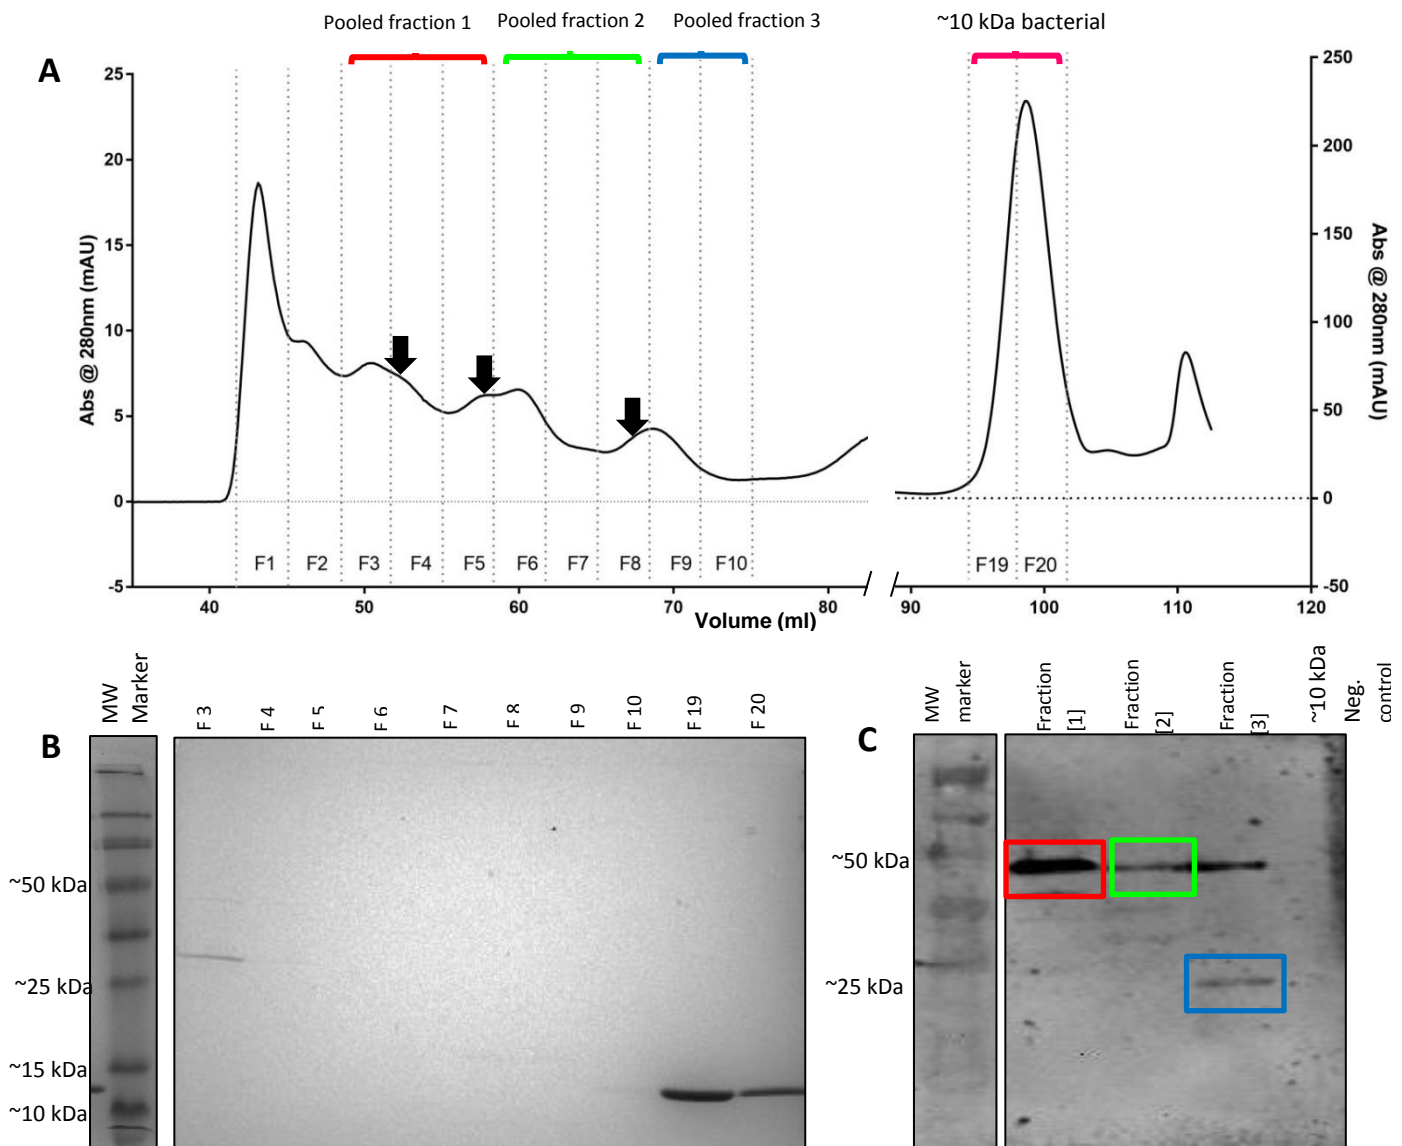 Pooled fraction 1
Pooled fraction 2
Pooled fraction 3
~10 kDa bacterial
A
25
20
15
10
5
0
-5
Abs @ 280nm (mAU)
250
200
150
100
50
0
-50
Abs @ 280nm (mAU)
F1 F2 F3 F4 F5 F6 F7 F8 F9 F10 F19 F20
40 50 60 70 80 90 100 110 120
Volume (ml)
B
MW
Marker
F 3
F 4
F 5
F 6
F 7
F 8
F 9
F 10
F 19
F 20
~50 kDa
~25 kDa
~15 kDa
~10 kDa
C
MW
marker
Fraction
[1]
Fraction
[2]
Fraction
[3]
~10 kDa
Neg.
control
~50 kDa
~25 kDa